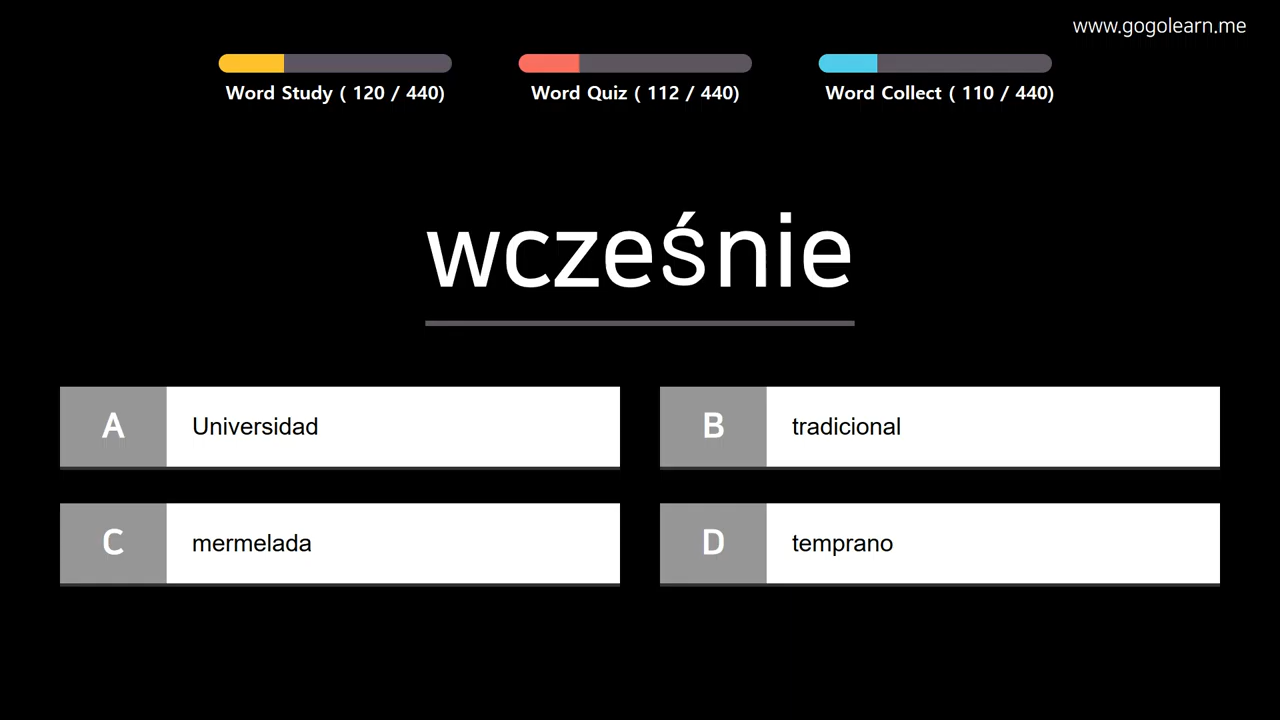 www.gogolearn.me
Word Study ( 120 / 440)
Word Quiz ( 112 / 440)
Word Collect ( 110 / 440)
wcześnie
A
Universidad
B
tradicional
C
mermelada
D
temprano